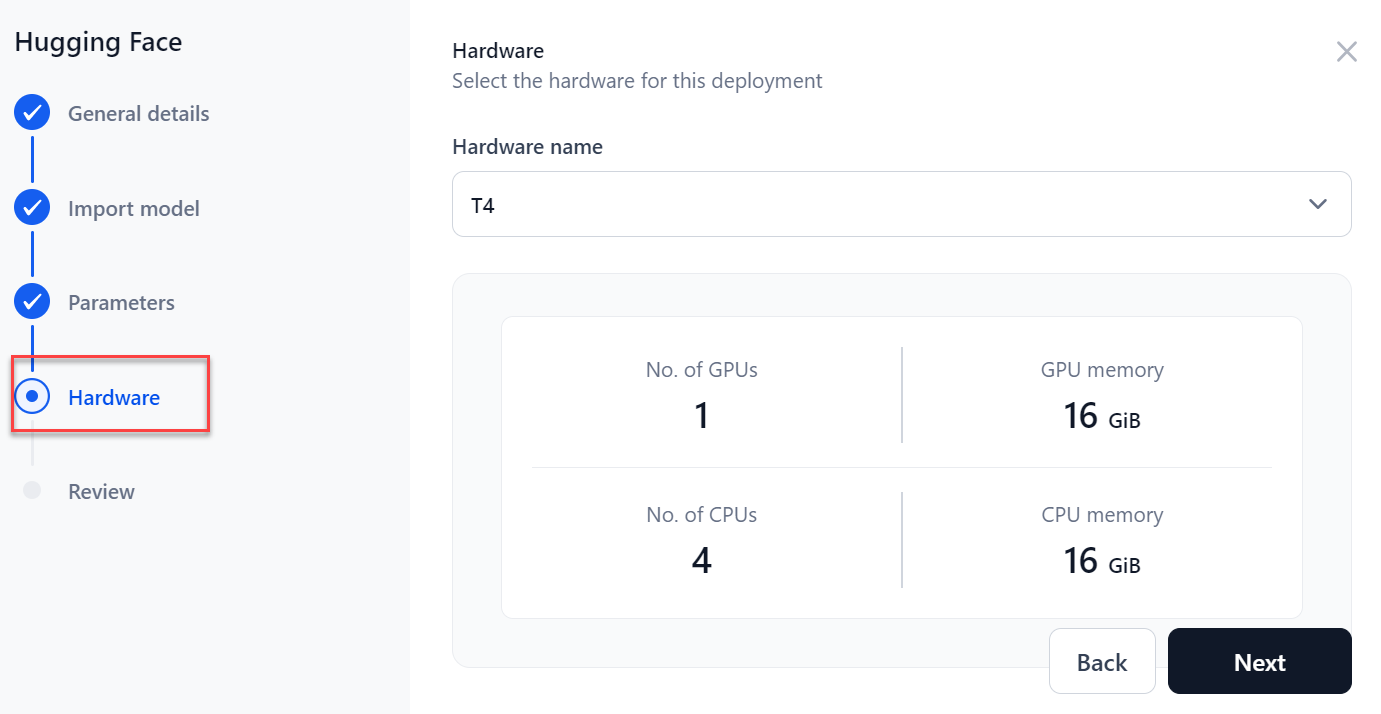 Hugging Face
General details
Import model
Parameters
Hardware
Review
Hardware
Select the hardware for this deployment
Hardware name
T4
No. of GPUs
1
GPU memory
16 GiB
No. of CPUs
4
CPU memory
16 GiB
Back
Next